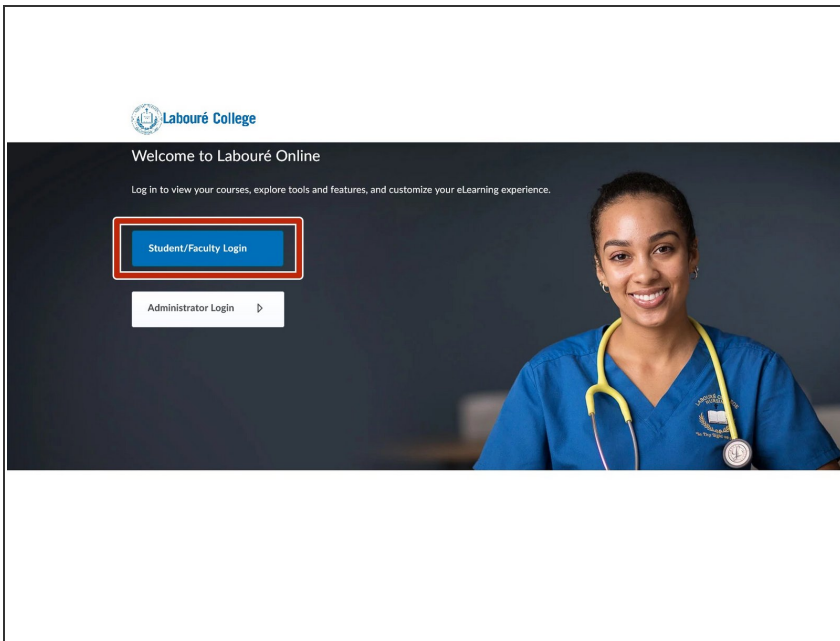 Labouré College
Welcome to Labouré Online
Log in to view your courses, explore tools and features, and customize your eLearning experience.
Student/Faculty Login
Administrator Login